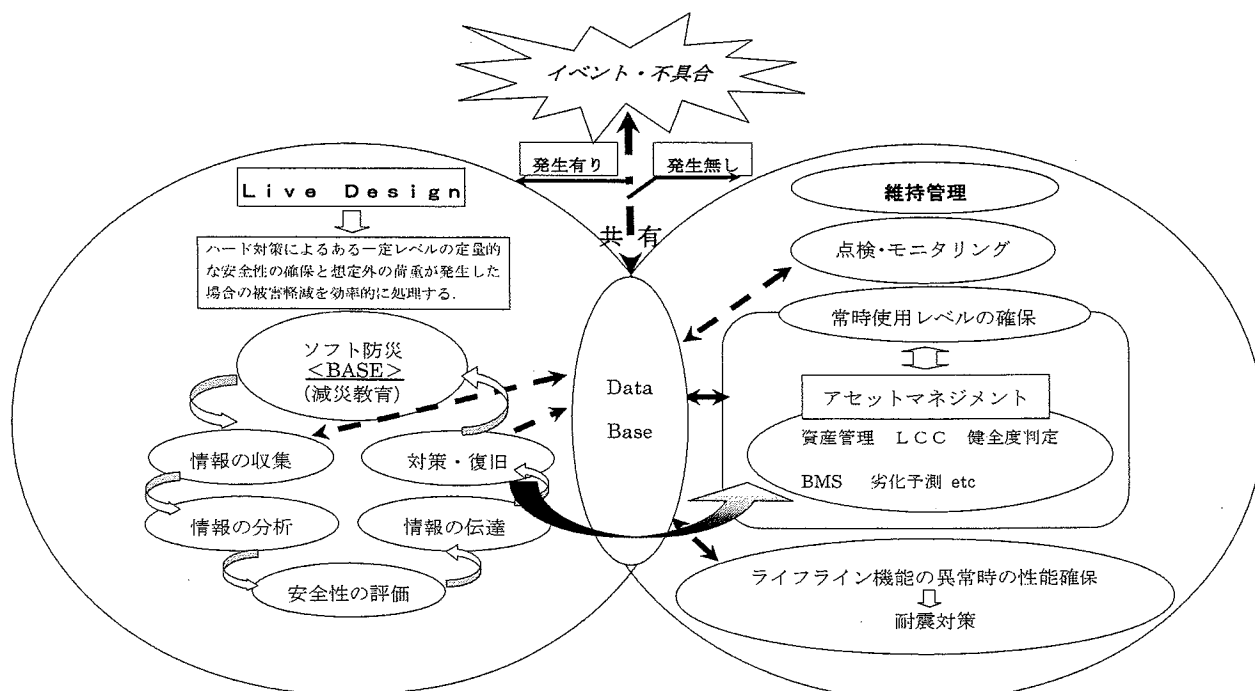 イベント・不具合
発生有り
発生無し
共有
Live Design
ハード対策によるある一定レベルの定量的
な安全性の確保と想定外の荷重が発生した
場合の被害軽減を効率的に処理する.
ソフト防災
<BASE>
(減災教育)
情報の収集
対策・復旧
情報の分析
情報の伝達
安全性の評価
Data
Base
維持管理
点検・モニタリング
常時使用レベルの確保
アセットマネジメント
資産管理 LCC 健全度判定
BMS 劣化予測 etc
ライフライン機能の異常時の性能確保
耐震対策